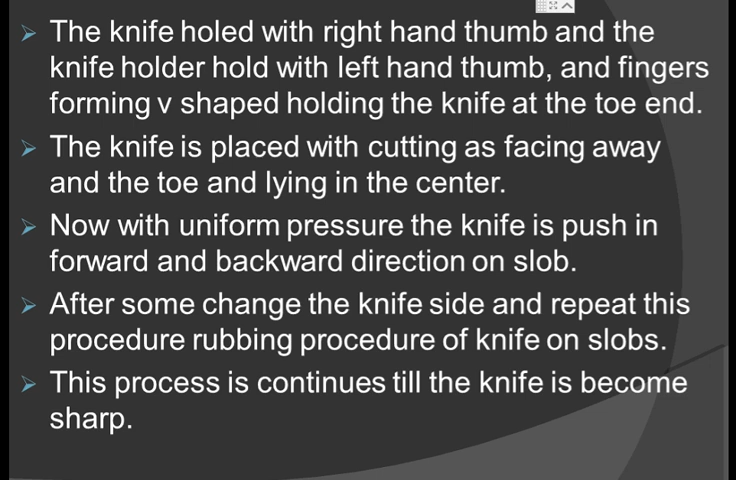 The knife holed with right hand thumb and the
knife holder hold with left hand thumb, and fingers
forming v shaped holding the knife at the toe end.
The knife is placed with cutting as facing away
and the toe and lying in the center.
Now with uniform pressure the knife is push in
forward and backward direction on slob.
After some change the knife side and repeat this
procedure rubbing procedure of knife on slobs.
This process is continues till the knife is become
sharp.